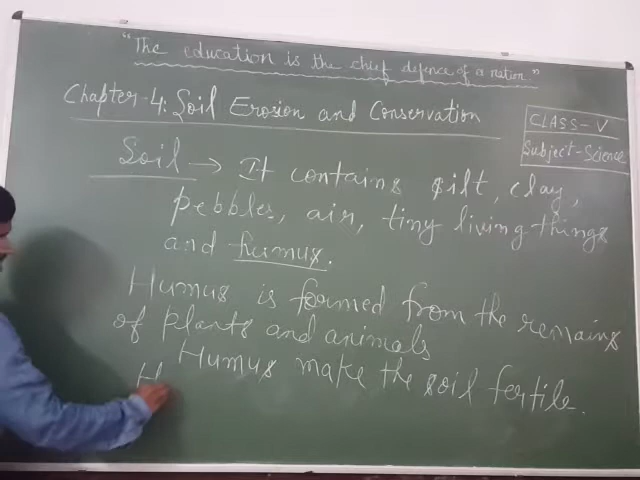 "The education is the chief defence of a nation."
Chapter-4: Soil Erosion and Conservation
CLASS-V
Subject-Science
Soil → It contains silt, clay,
pebbles, air, tiny living things
and humus.
Humus is formed from the remains
of plants and animals
Humus make the soil fertile.
H